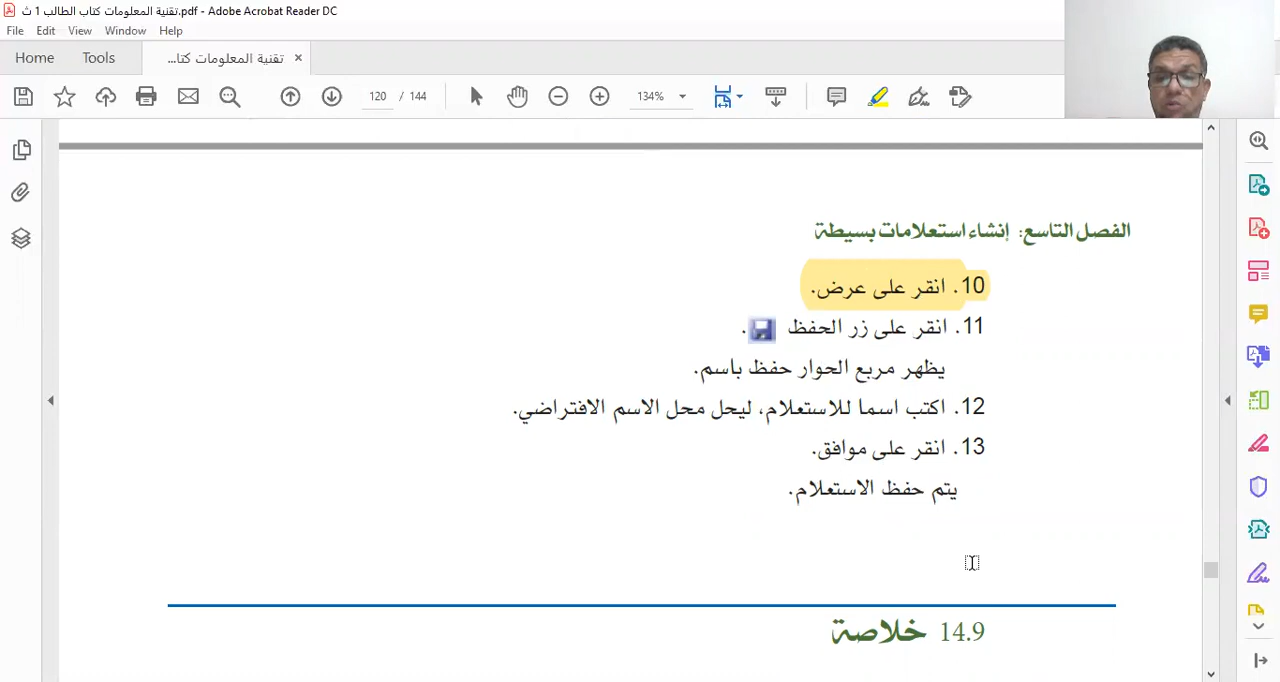 تقنية المعلومات كتاب الطالب 1 ث.pdf - Adobe Acrobat Reader DC
File Edit View Window Help
Home Tools تقنية المعلومات كتا... ×
120 / 144 134%
الفصل التاسع: إنشاء استعلامات بسيطة
10. انقر على عرض.
11. انقر على زر الحفظ .
يظهر مربع الحوار حفظ باسم.
12. اكتب اسما للاستعلام، ليحل محل الاسم الافتراضي.
13. انقر على موافق.
يتم حفظ الاستعلام.
14.9 خلاصة